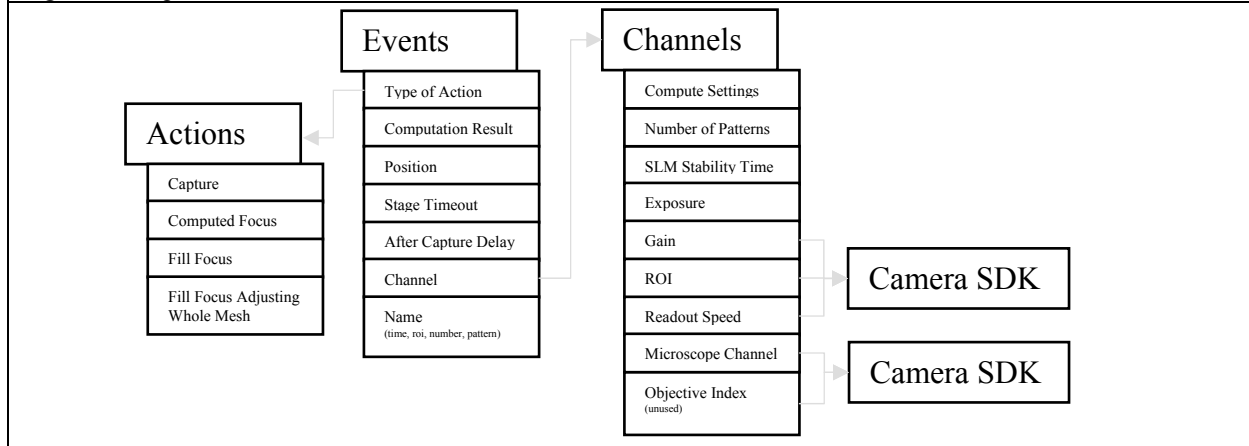 Events
Type of Action
Computation Result
Position
Stage Timeout
After Capture Delay
Channel
Name
(time, roi, number, pattern)
Actions
Capture
Computed Focus
Fill Focus
Fill Focus Adjusting
Whole Mesh
Channels
Compute Settings
Number of Patterns
SLM Stability Time
Exposure
Gain
ROI
Readout Speed
Microscope Channel
Objective Index
(unused)
Camera SDK
Camera SDK